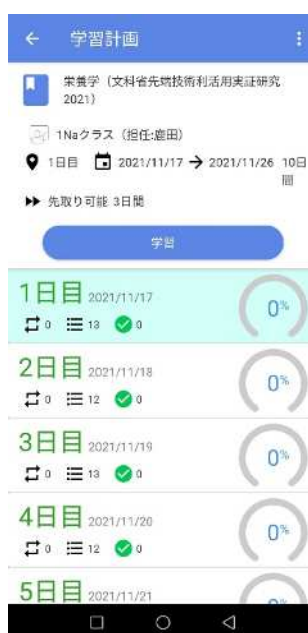 学習計画
栄養学（文科省先端技術利活用実証研究
2021）
1Naクラス（担任:鹿田）
1日目 2021/11/17 → 2021/11/26 10日
間
先取り可能 3日間
学習
1日目 2021/11/17
0 13 0
0%
2日目 2021/11/18
0 12 0
0%
3日目 2021/11/19
0 13 0
0%
4日目 2021/11/20
0 12 0
0%
5日目 2021/11/21